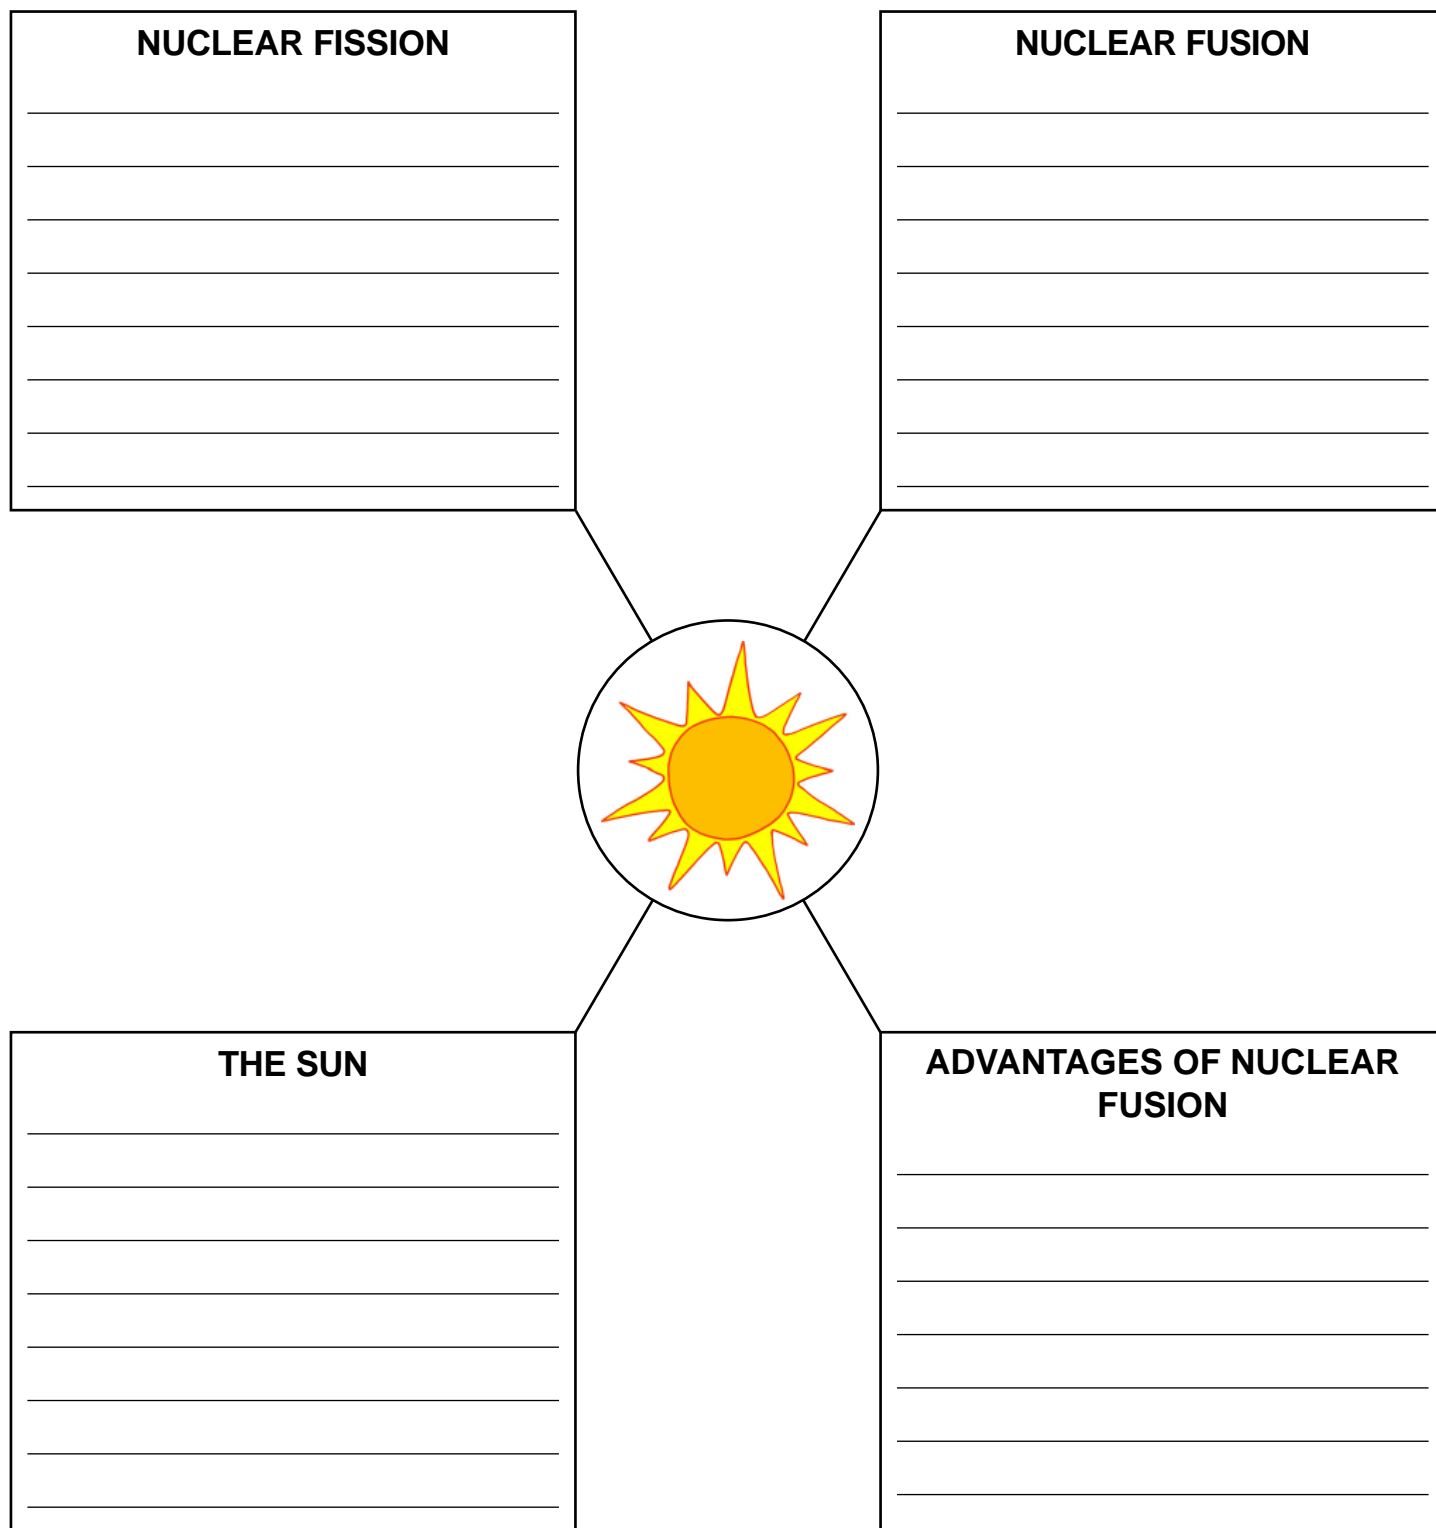 NUCLEAR FISSION
NUCLEAR FUSION
THE SUN
ADVANTAGES OF NUCLEAR
FUSION